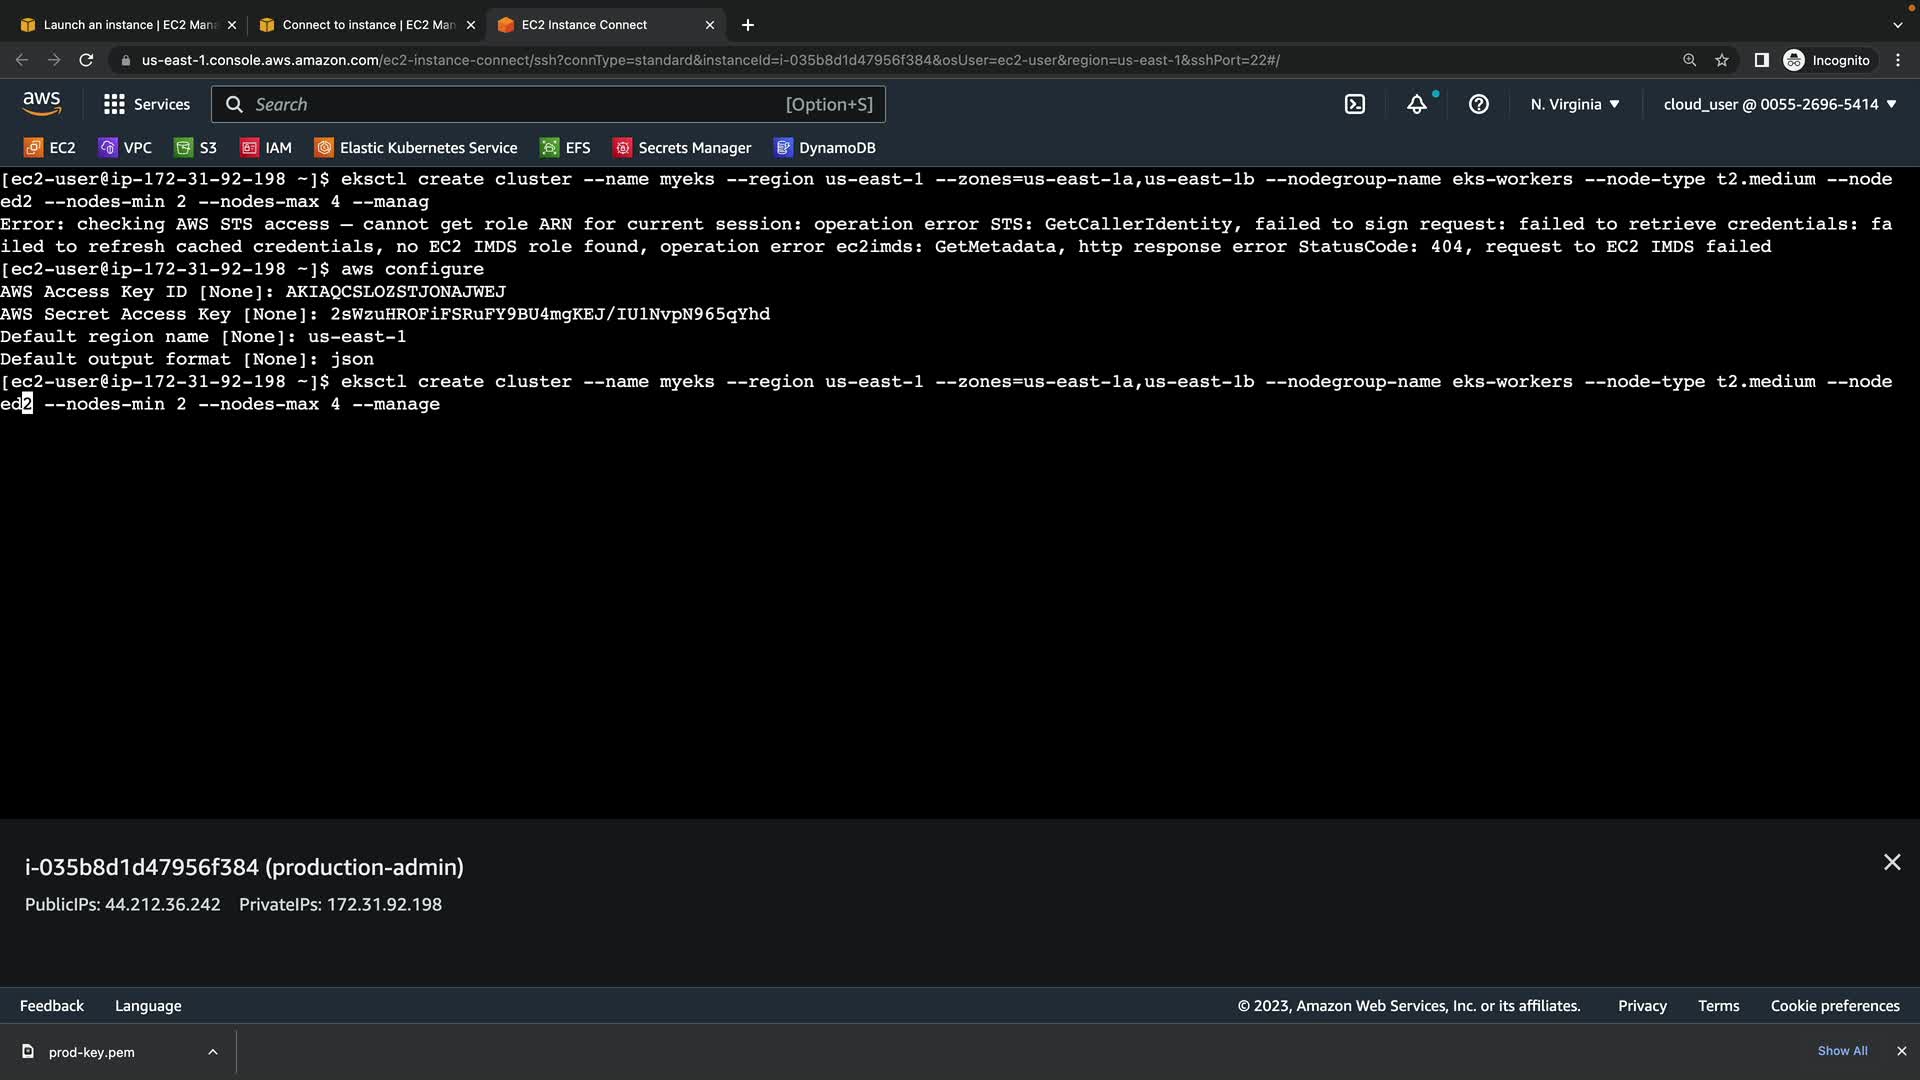 Launch an instance | EC2 Mana
Connect to instance | EC2 Man
EC2 Instance Connect
us-east-1.console.aws.amazon.com/ec2-instance-connect/ssh?connType=standard&instanceId=i-035b8d1d47956f384&osUser=ec2-user&region=us-east-1&sshPort=22#/
Incognito
aws
Services
Search
[Option+S]
N. Virginia
cloud_user @ 0055-2696-5414
EC2
VPC
S3
IAM
Elastic Kubernetes Service
EFS
Secrets Manager
DynamoDB
[ec2-user@ip-172-31-92-198 ~]$ eksctl create cluster --name myeks --region us-east-1 --zones=us-east-1a,us-east-1b --nodegroup-name eks-workers --node-type t2.medium --node
ed2 --nodes-min 2 --nodes-max 4 --manag
Error: checking AWS STS access – cannot get role ARN for current session: operation error STS: GetCallerIdentity, failed to sign request: failed to retrieve credentials: fa
iled to refresh cached credentials, no EC2 IMDS role found, operation error ec2imds: GetMetadata, http response error StatusCode: 404, request to EC2 IMDS failed
[ec2-user@ip-172-31-92-198 ~]$ aws configure
AWS Access Key ID [None]: AKIAQCSLOZSTJONAJWEJ
AWS Secret Access Key [None]: 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
Default region name [None]: us-east-1
Default output format [None]: json
[ec2-user@ip-172-31-92-198 ~]$ eksctl create cluster --name myeks --region us-east-1 --zones=us-east-1a,us-east-1b --nodegroup-name eks-workers --node-type t2.medium --node
ed2 --nodes-min 2 --nodes-max 4 --manage
i-035b8d1d47956f384 (production-admin)
PublicIPs: 44.212.36.242 PrivateIPs: 172.31.92.198
Feedback
Language
© 2023, Amazon Web Services, Inc. or its affiliates.
Privacy
Terms
Cookie preferences
prod-key.pem
Show All